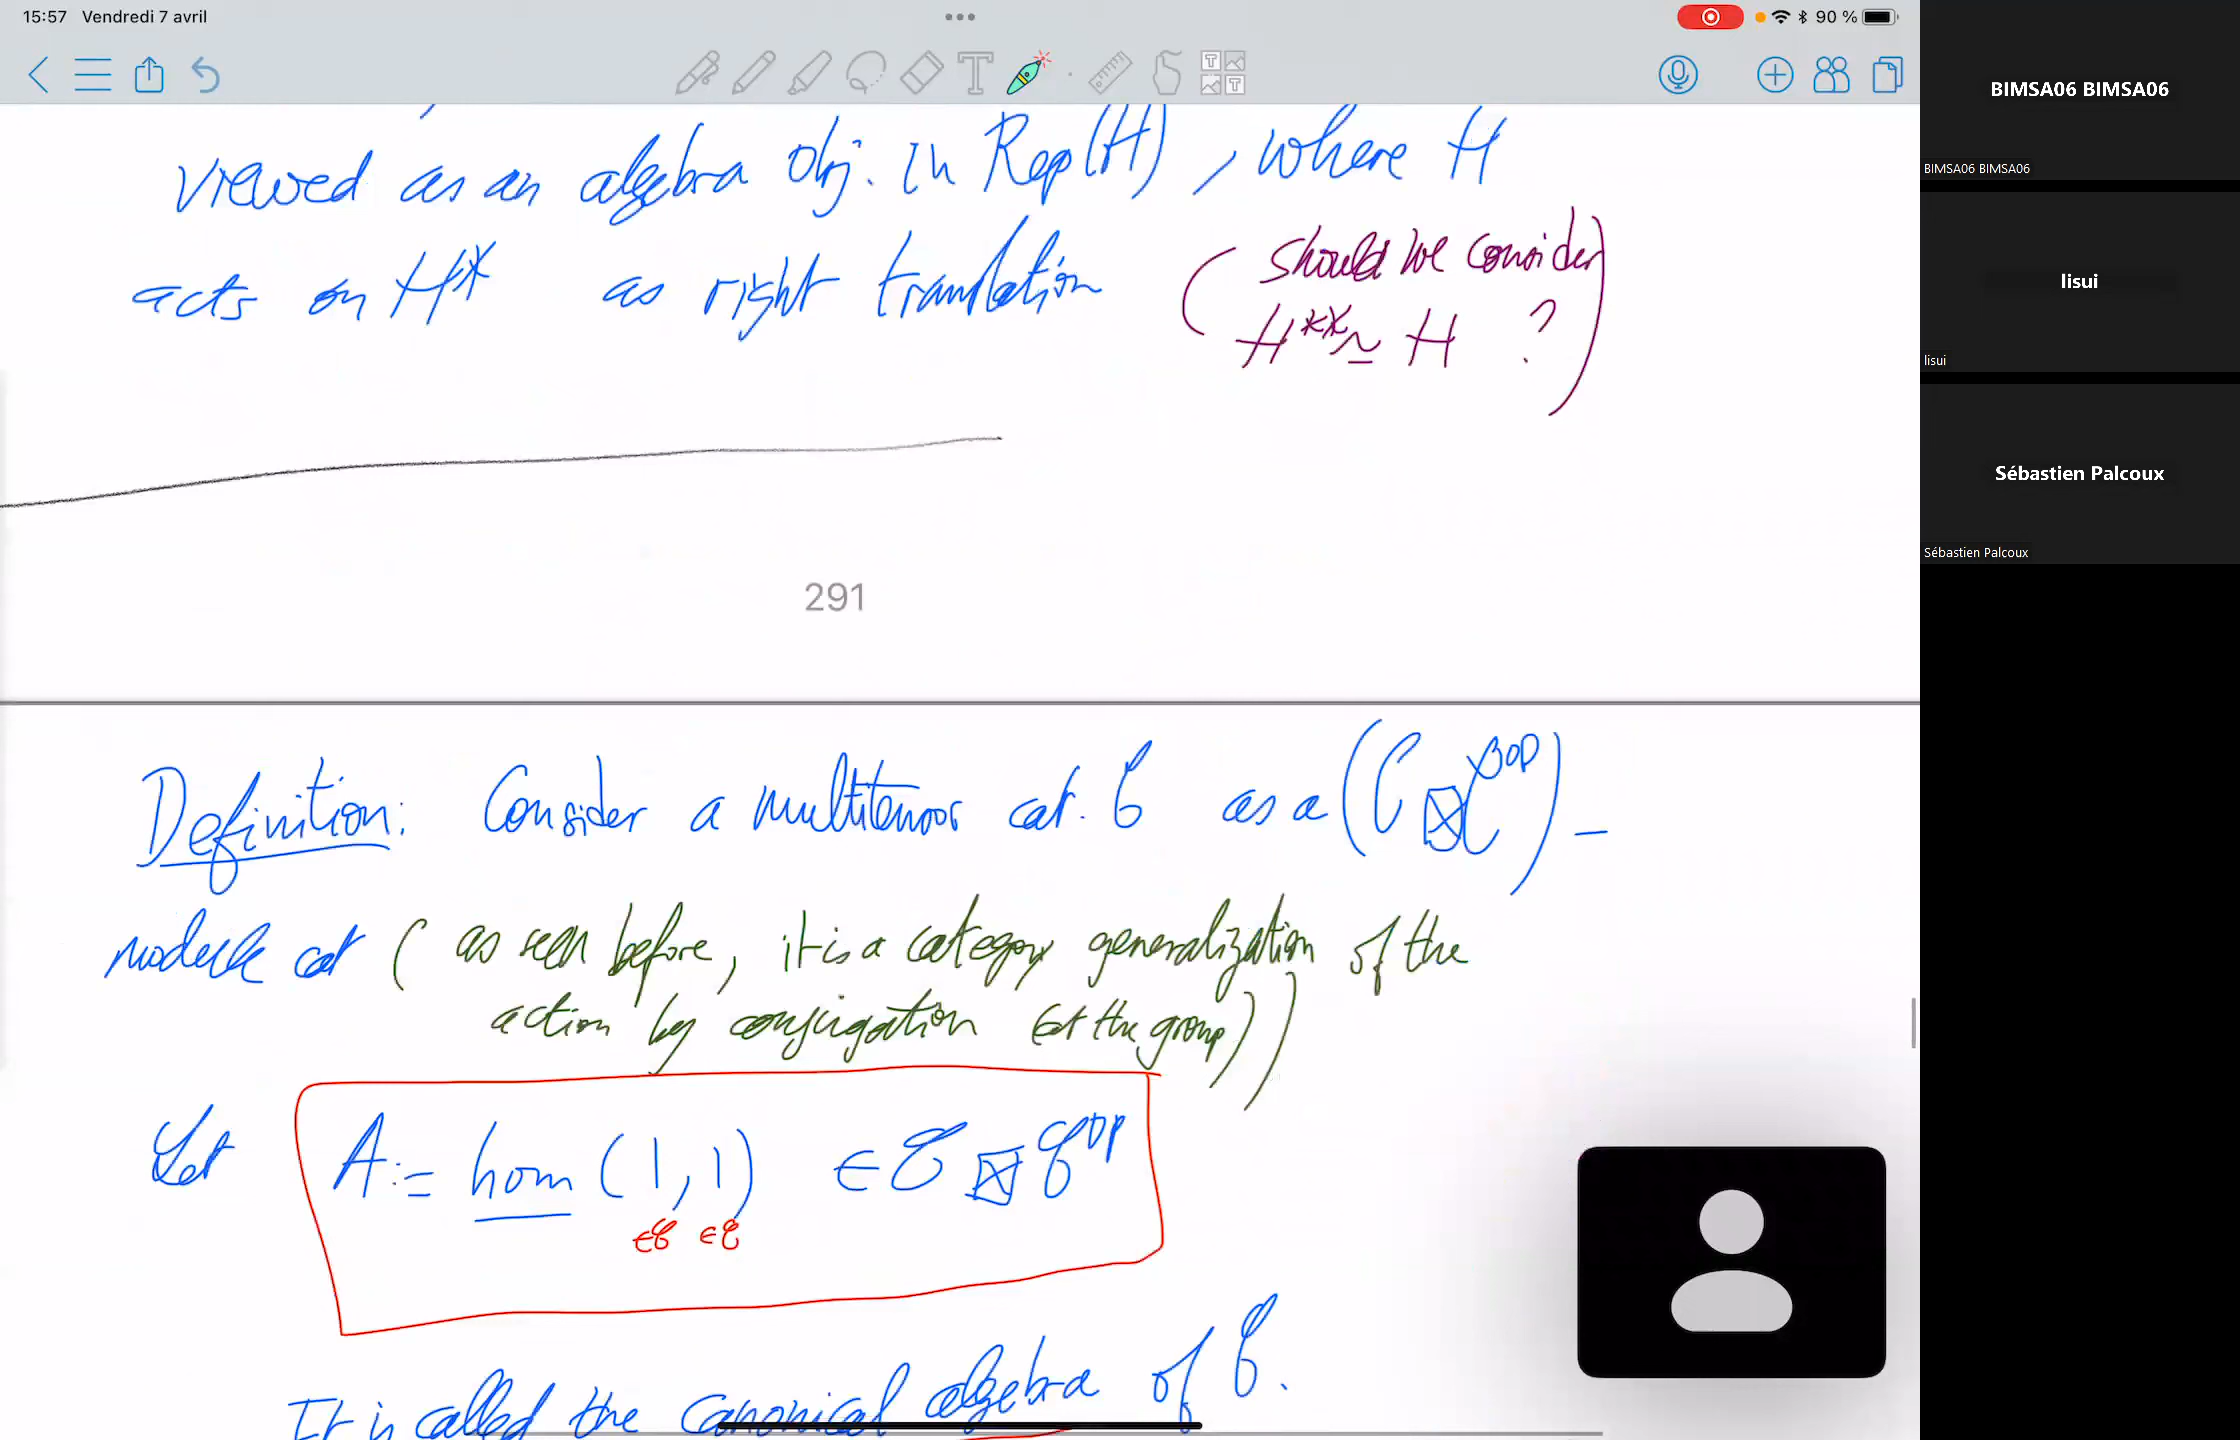 15:57 Vendredi 7 avril
90 %
viewed as an algebra obj. in Rep(H), where H
acts on H* as right translation
(should we consider
H** ≃ H ?)
291
Definition: Consider a multitensor cat. C as a (C ⊠ C^op) -
module cat (as seen before, it is a category generalization of the
action by conjugation (at the group))
Let A := hom (1, 1) ∈ C ⊠ C^op
∈C ∈C
It is called the canonical algebra of C.
BIMSA06 BIMSA06
BIMSA06 BIMSA06
lisui
lisui
Sébastien Palcoux
Sébastien Palcoux